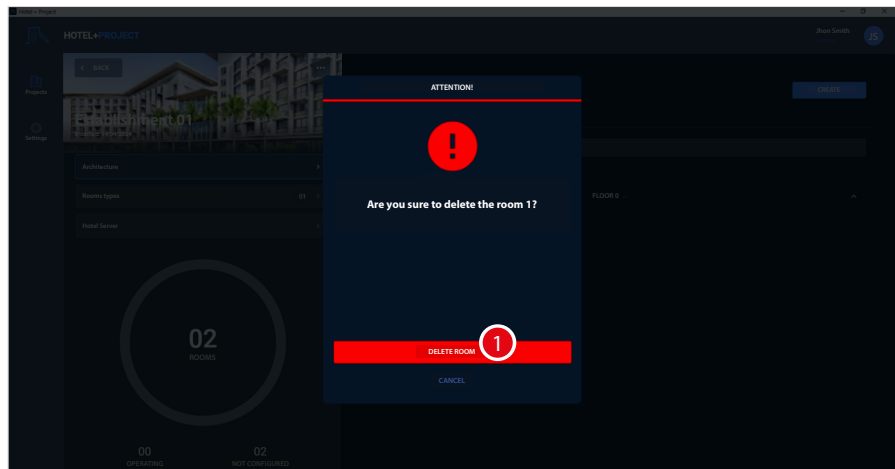 Hotel + Project
HOTEL+PROJECT
Jhon Smith
JS
BACK
Projects
Settings
Establishment 01
CREATE
Architecture
Rooms types 01
Hotel Server
FLOOR 0 ...
02
ROOMS
00
OPERATING
02
NOT CONFIGURED
ATTENTION!
!
Are you sure to delete the room 1?
DELETE ROOM
1
CANCEL